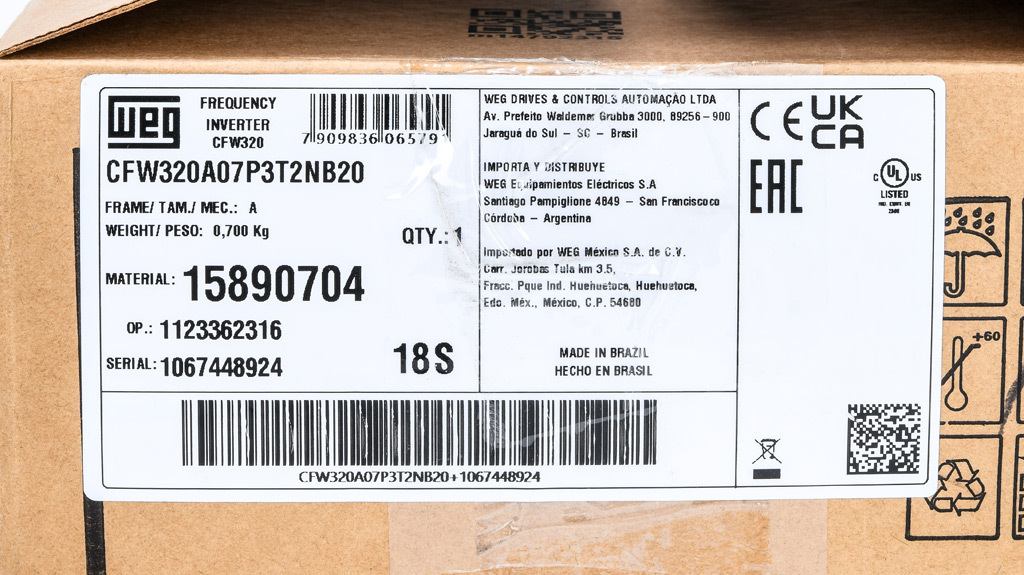 weg
FREQUENCY
INVERTER
CFW320
7 909836 06579
CFW320A07P3T2NB20
FRAME/ TAM./ MEC.: A
WEIGHT/ PESO: 0,700 Kg
QTY.: 1
MATERIAL: 15890704
OP.: 1123362316
SERIAL: 1067448924
18S
WEG DRIVES & CONTROLS AUTOMAÇÃO LTDA
Av. Prefeito Waldemar Grubba 3000, 89256-900
Jaraguá do Sul - SC - Brasil
IMPORTA Y DISTRIBUYE
WEG Equipamientos Eléctricos S.A
Santiago Pampiglione 4849 - San Franciscoco
Córdoba - Argentina
Importado por WEG México S.A. de C.V.
Carr. Jorobas Tula km 3.5,
Fracc. Pque Ind. Huehuetoca, Huehuetoca,
Edo. Méx., México, C.P. 54680
MADE IN BRAZIL
HECHO EN BRASIL
CE UK
CA
EAC
C UL US
LISTED
CFW320A07P3T2NB20+1067448924
+60